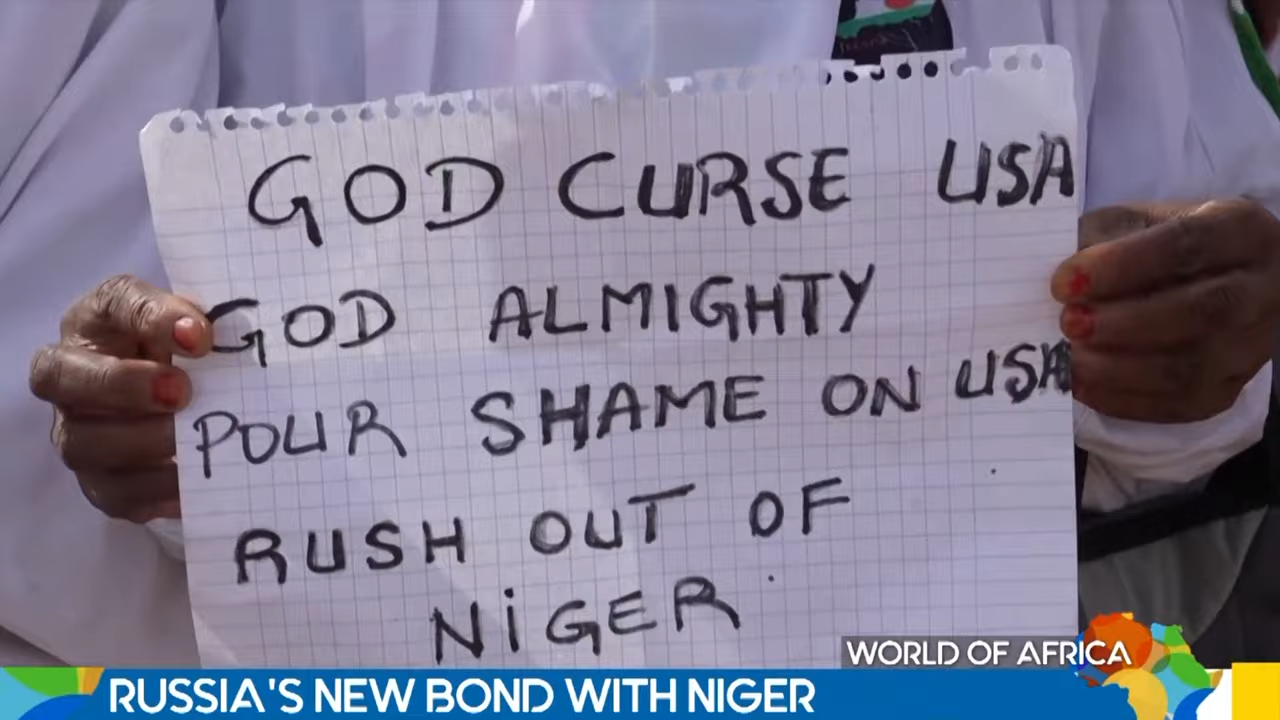 GOD CURSE USA
GOD ALMIGHTY
POUR SHAME ON USA
RUSH OUT OF
NiGER
WORLD OF AFRICA
RUSSIA'S NEW BOND WITH NIGER